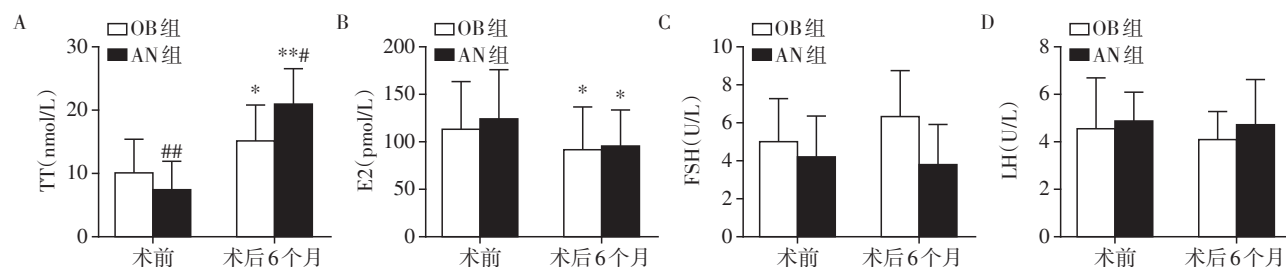 A
OB组
AN组
TT(nmol/L)
30
20
10
0
##
*
**#
术前
术后6个月
B
OB组
AN组
E2(pmol/L)
200
150
100
50
0
*
*
术前
术后6个月
C
OB组
AN组
FSH(U/L)
10
8
6
4
2
0
术前
术后6个月
D
OB组
AN组
LH(U/L)
8
6
4
2
0
术前
术后6个月